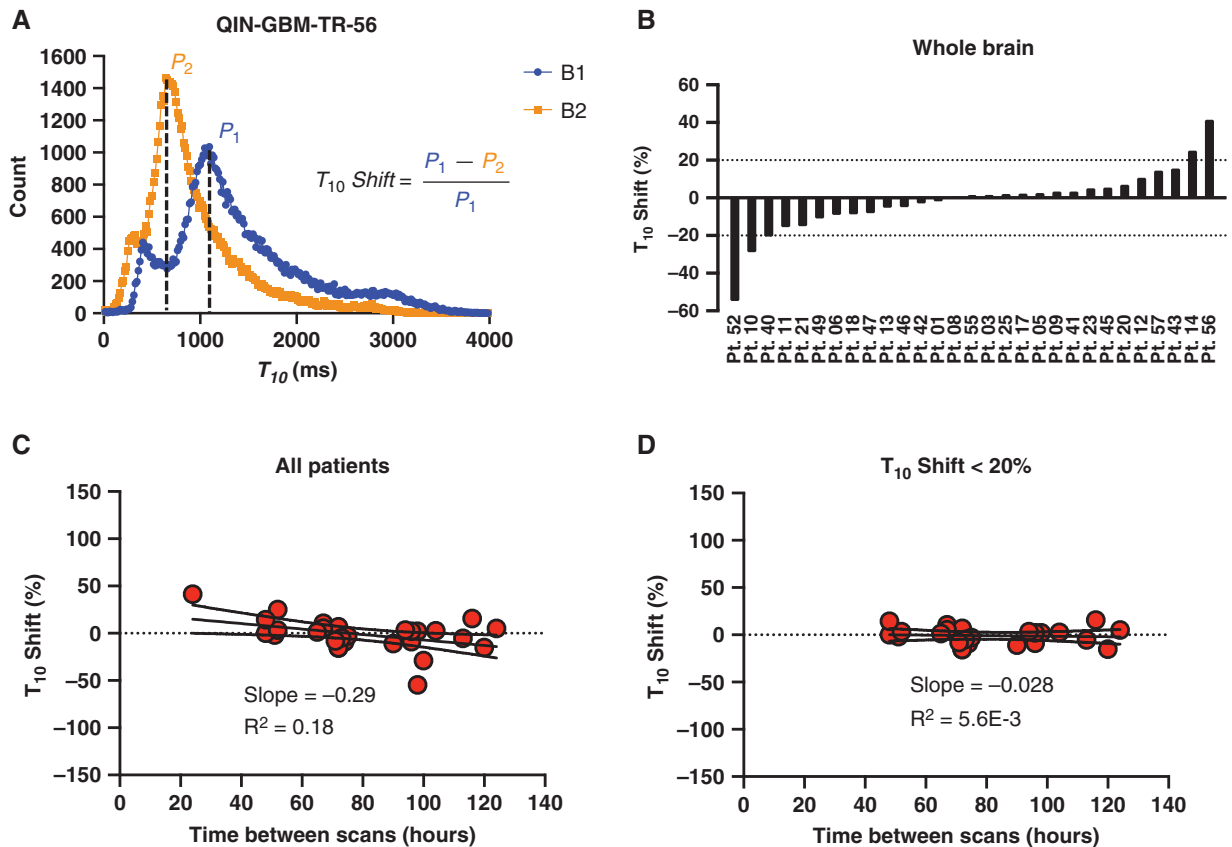 A
QIN-GBM-TR-56
1600
1400
1200
1000
800
600
400
200
0
Count
P2
P1
B1
B2
T10 Shift = P1 − P2
P1
0 1000 2000 3000 4000
T10 (ms)
B
Whole brain
60
40
20
0
−20
−40
−60
T10 Shift (%)
Pt. 52
Pt. 10
Pt. 40
Pt. 11
Pt. 21
Pt. 49
Pt. 06
Pt. 18
Pt. 47
Pt. 13
Pt. 46
Pt. 42
Pt. 01
Pt. 08
Pt. 55
Pt. 03
Pt. 25
Pt. 17
Pt. 05
Pt. 09
Pt. 41
Pt. 23
Pt. 45
Pt. 20
Pt. 12
Pt. 57
Pt. 43
Pt. 14
Pt. 56
C
All patients
150
100
50
0
−50
−100
−150
T10 Shift (%)
Slope = −0.29
R² = 0.18
0 20 40 60 80 100 120 140
Time between scans (hours)
D
T10 Shift < 20%
150
100
50
0
−50
−100
−150
T10 Shift (%)
Slope = −0.028
R² = 5.6E-3
0 20 40 60 80 100 120 140
Time between scans (hours)